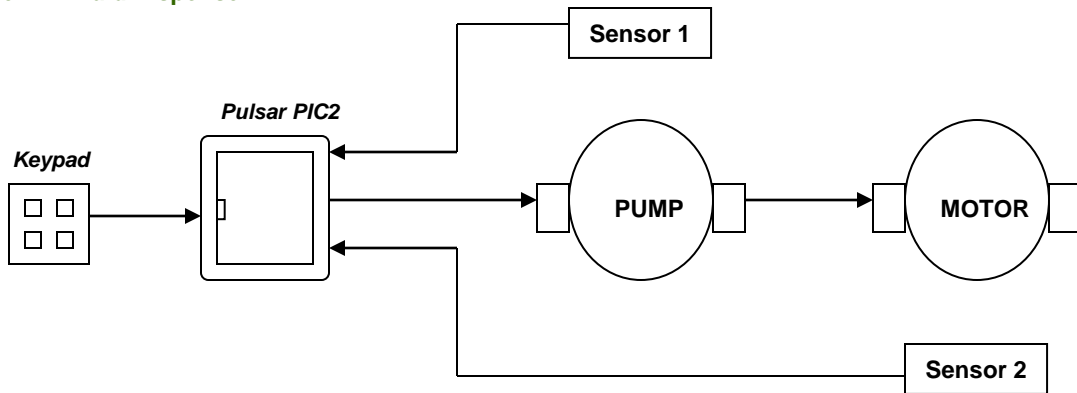 Sensor 1
Pulsar PIC2
Keypad
PUMP
MOTOR
Sensor 2